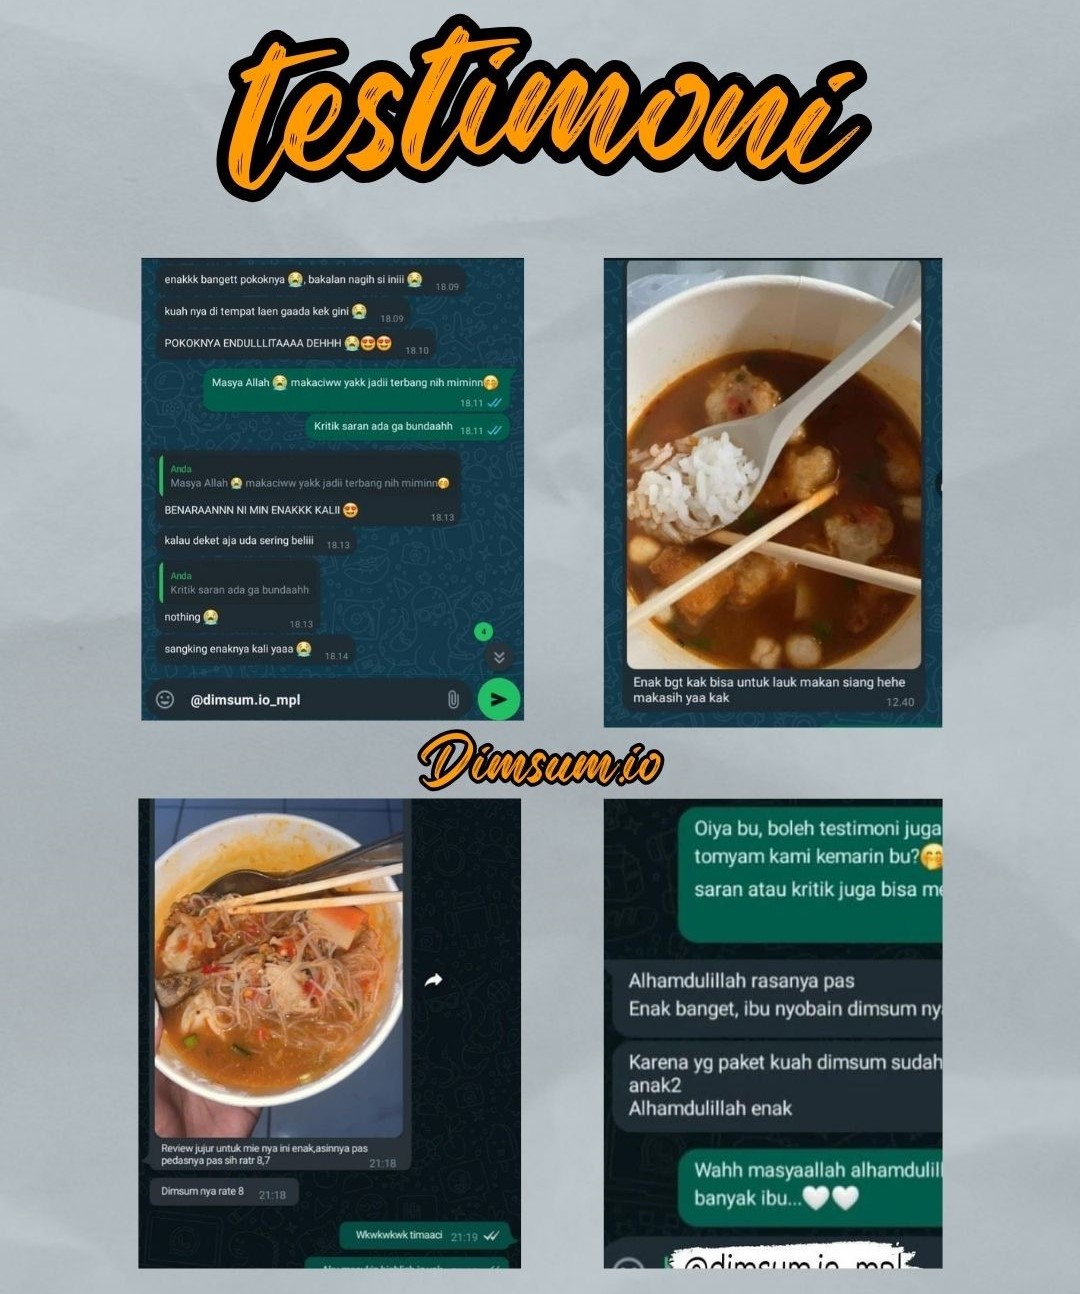 testimoni
enakkk bangett pokoknya 😭, bakalan nagih si iniii 😭
18.09
kuah nya di tempat laen gaada kek gini 😭
18.09
POKOKNYA ENDULLLITAAAA DEHHH 😭😍😍
18.10
Masya Allah 😭 makaciww yakk jadii terbang nih miminn🤭
18.11
Kritik saran ada ga bundaahh 18.11
Anda
Masya Allah 😭 makaciww yakk jadii terbang nih miminn🤭
BENARAANNN NI MIN ENAKKK KALII 😍
18.13
kalau deket aja uda sering beliii 18.13
Anda
Kritik saran ada ga bundaahh
nothing 😭
18.13
sangking enaknya kali yaaa 😭 18.14
4
@dimsum.io_mpl
Enak bgt kak bisa untuk lauk makan siang hehe
makasih yaa kak
12.40
Dimsum.io
Review jujur untuk mie nya ini enak,asinnya pas
pedasnya pas sih ratr 8,7
21:18
Dimsum nya rate 8 21:18
Wkwkwkwk timaaci 21:19
Oiya bu, boleh testimoni juga
tomyam kami kemarin bu?🤭
saran atau kritik juga bisa
Alhamdulillah rasanya pas
Enak banget, ibu nyobain dimsum ny
Karena yg paket kuah dimsum sudah
anak2
Alhamdulillah enak
Wahh masyaallah alhamdulill
banyak ibu...🤍🤍
@dimsum.io_mpl